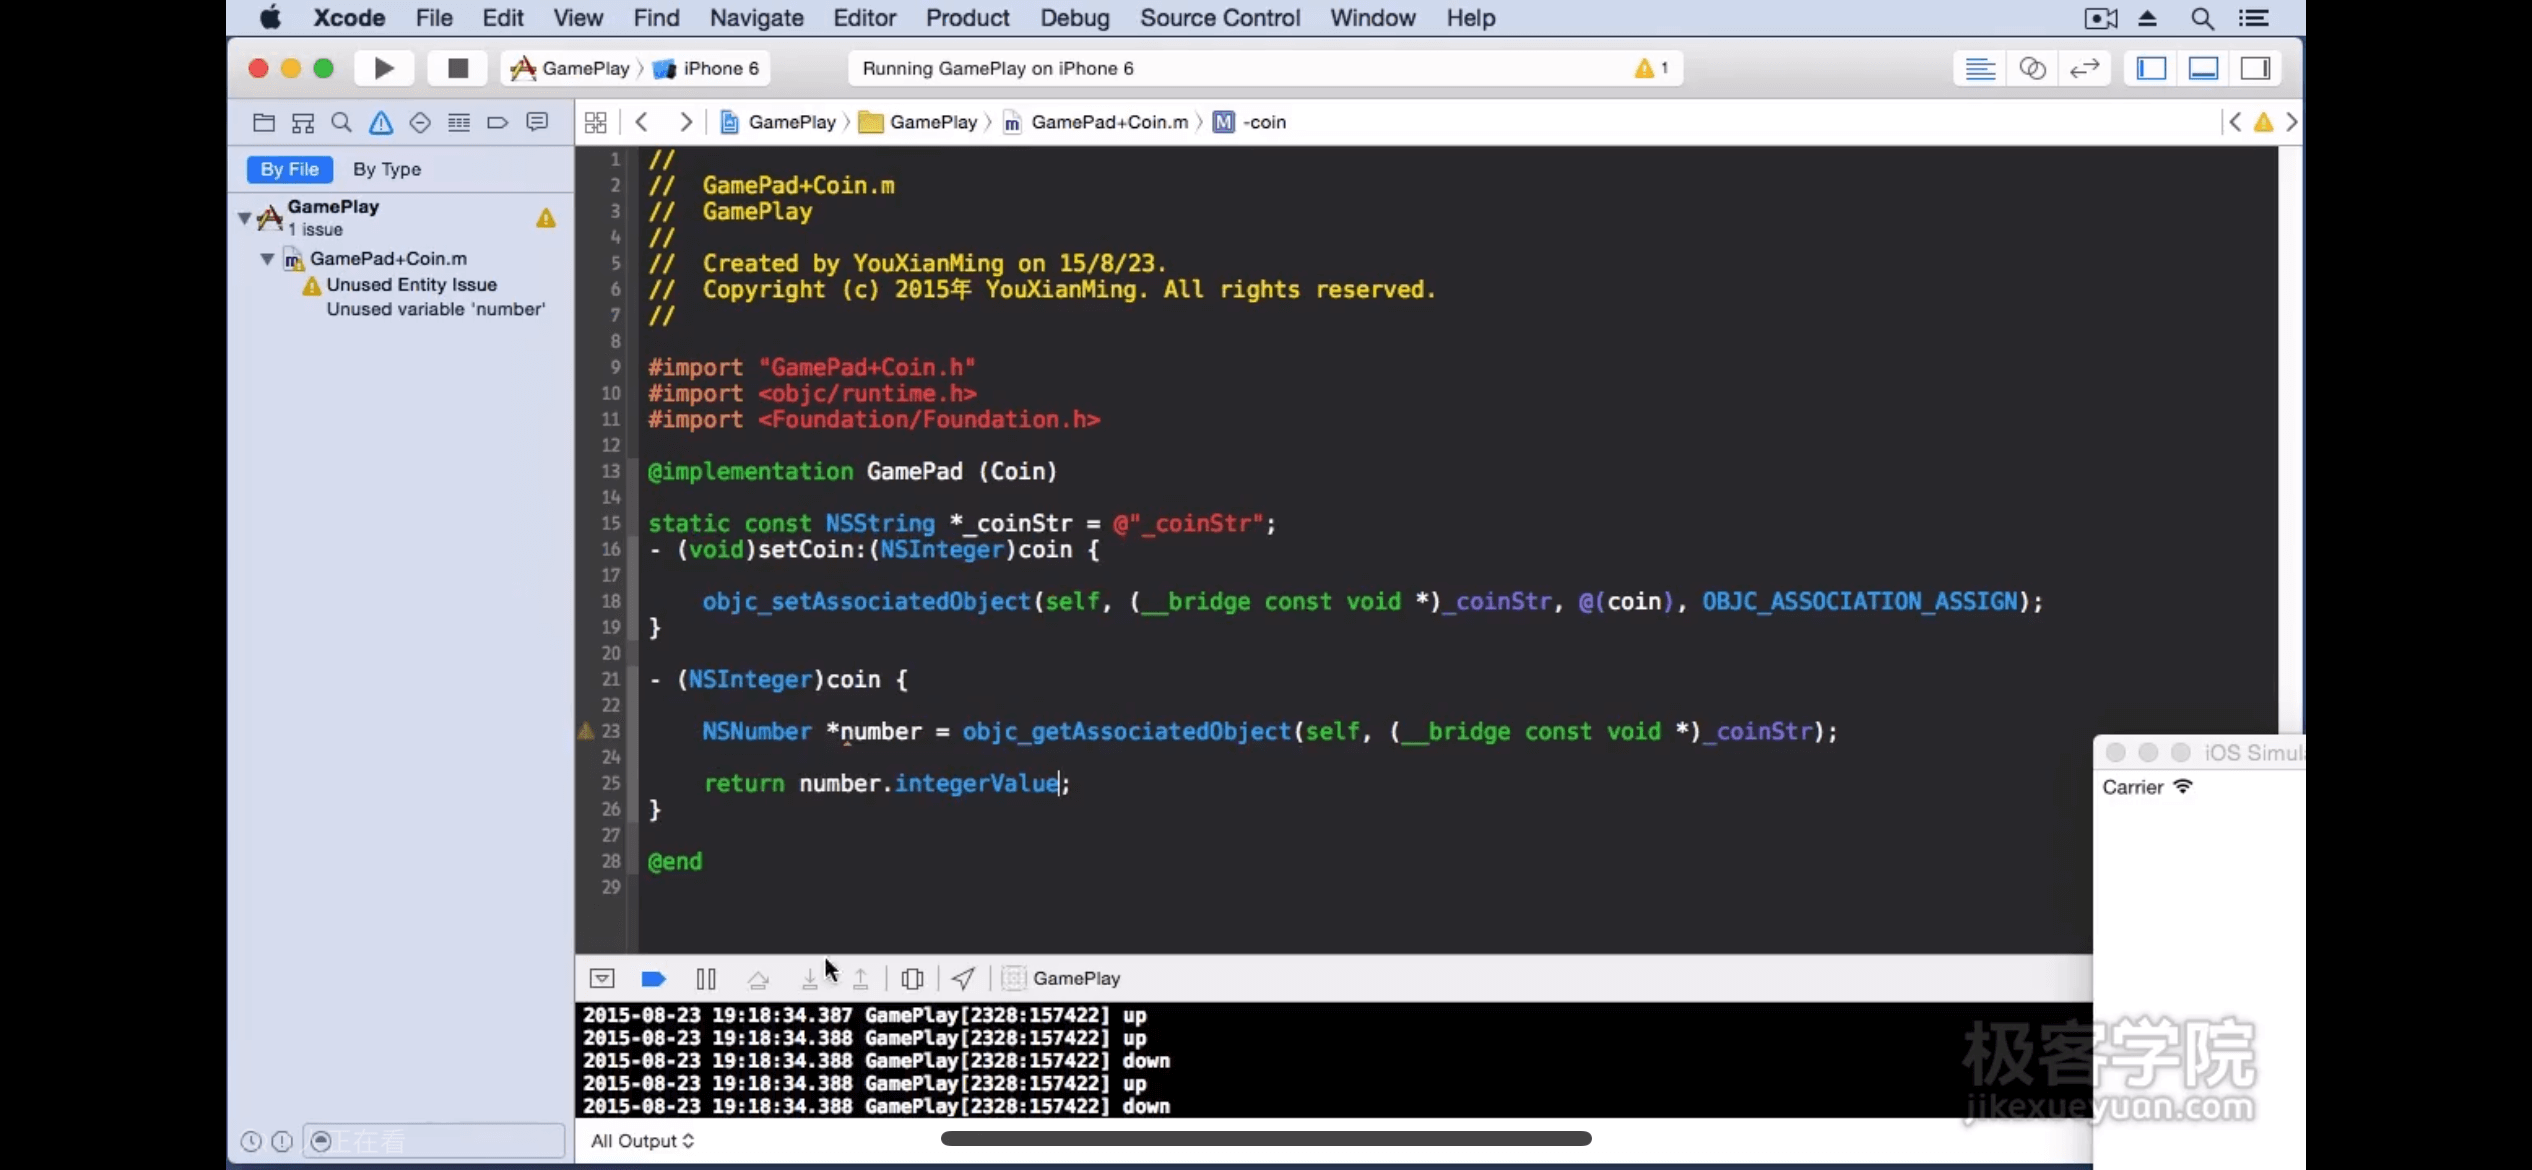 Xcode File Edit View Find Navigate Editor Product Debug Source Control Window Help
GamePlay 〉 iPhone 6
Running GamePlay on iPhone 6
1
GamePlay 〉 GamePlay 〉 m GamePad+Coin.m 〉 M -coin
By File By Type
GamePlay
1 issue
m GamePad+Coin.m
Unused Entity Issue
Unused variable 'number'
1 //
2 //  GamePad+Coin.m
3 //  GamePlay
4 //
5 //  Created by YouXianMing on 15/8/23.
6 //  Copyright (c) 2015年 YouXianMing. All rights reserved.
7 //
8
9 #import "GamePad+Coin.h"
10 #import <objc/runtime.h>
11 #import <Foundation/Foundation.h>
12
13 @implementation GamePad (Coin)
14
15 static const NSString *_coinStr = @"_coinStr";
16 - (void)setCoin:(NSInteger)coin {
17
18     objc_setAssociatedObject(self, (__bridge const void *)_coinStr, @(coin), OBJC_ASSOCIATION_ASSIGN);
19 }
20
21 - (NSInteger)coin {
22
23     NSNumber *number = objc_getAssociatedObject(self, (__bridge const void *)_coinStr);
24
25     return number.integerValue;
26 }
27
28 @end
29
iOS Simul
Carrier
GamePlay
2015-08-23 19:18:34.387 GamePlay[2328:157422] up
2015-08-23 19:18:34.388 GamePlay[2328:157422] up
2015-08-23 19:18:34.388 GamePlay[2328:157422] down
2015-08-23 19:18:34.388 GamePlay[2328:157422] up
2015-08-23 19:18:34.388 GamePlay[2328:157422] down
极客学院
jikexueyuan.com
正在看
All Output